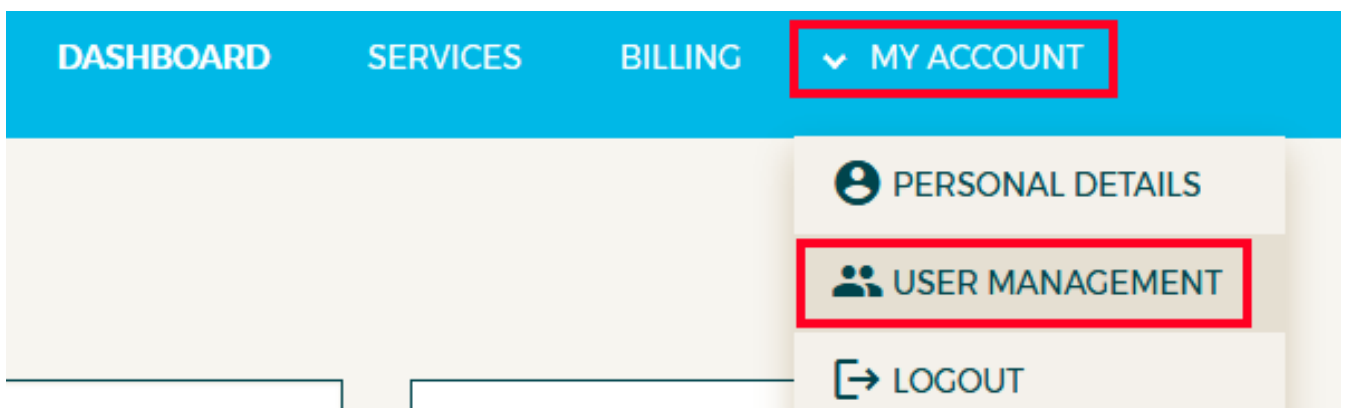 DASHBOARD SERVICES BILLING MY ACCOUNT
PERSONAL DETAILS
USER MANAGEMENT
LOGOUT